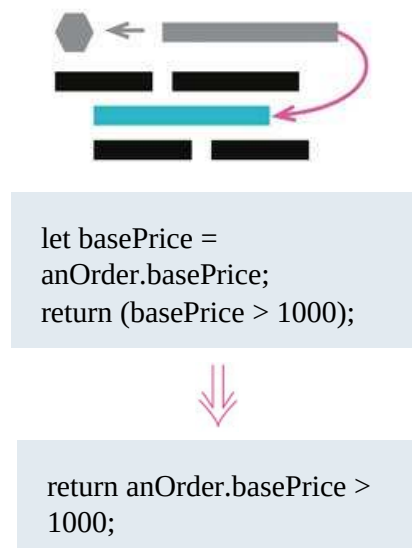 let basePrice =
anOrder.basePrice;
return (basePrice > 1000);
return anOrder.basePrice >
1000;